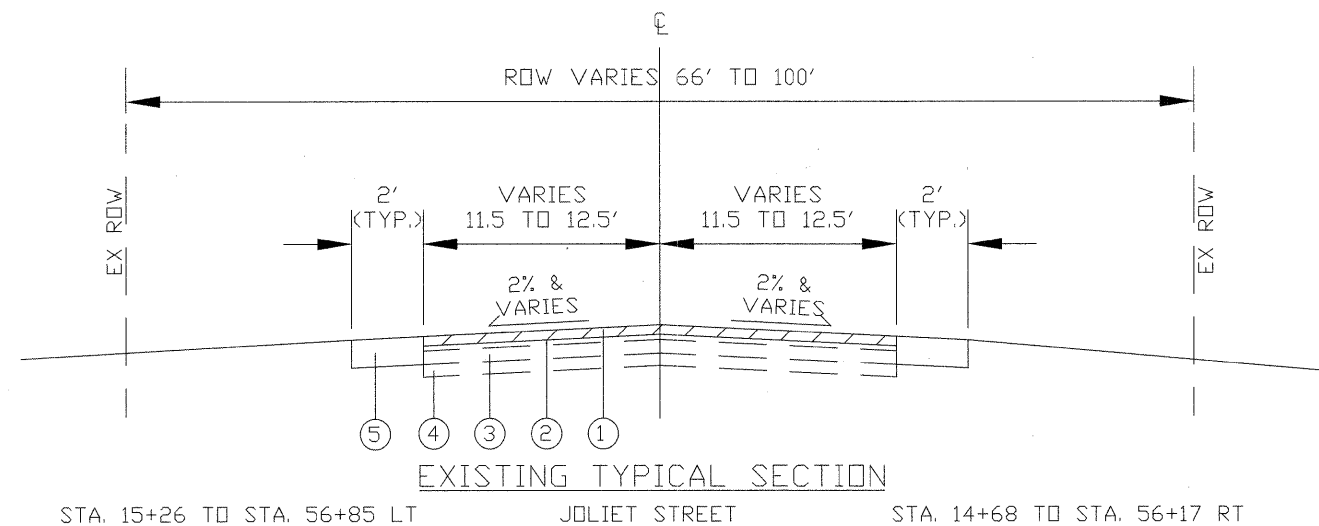 ℄
ROW VARIES 66' TO 100'
EX ROW
2'
(TYP.)
VARIES
11.5 TO 12.5'
VARIES
11.5 TO 12.5'
2'
(TYP.)
EX ROW
2% &
VARIES
2% &
VARIES
5 4 3 2 1
EXISTING TYPICAL SECTION
STA. 15+26 TO STA. 56+85 LT JOLIET STREET STA. 14+68 TO STA. 56+17 RT